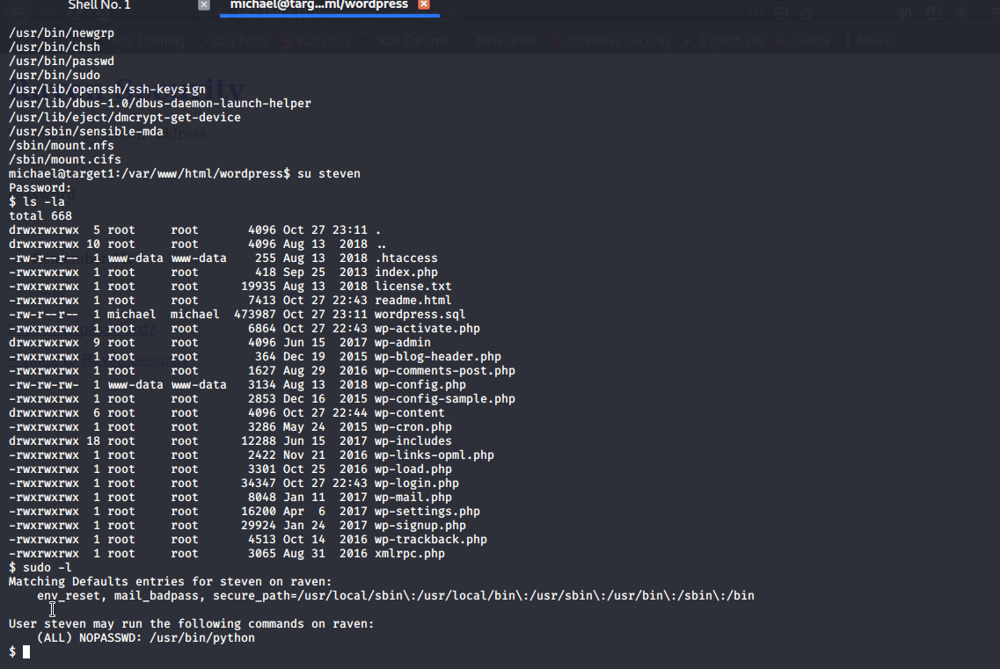 Shell No. 1
michael@targ...ml/wordpress
Kali Training Kali Tools Kali Docs Kali Forums NetHunter Offensive Security Exploit-DB GHDB MSFU
/usr/bin/newgrp
/usr/bin/chsh
/usr/bin/passwd
/usr/bin/sudo
/usr/lib/openssh/ssh-keysign
/usr/lib/dbus-1.0/dbus-daemon-launch-helper
/usr/lib/eject/dmcrypt-get-device
/usr/sbin/sensible-mda
/sbin/mount.nfs
/sbin/mount.cifs
michael@target1:/var/www/html/wordpress$ su steven
Password:
$ ls -la
total 668
drwxrwxrwx  5 root     root       4096 Oct 27 23:11 .
drwxrwxrwx 10 root     root       4096 Aug 13  2018 ..
-rw-r--r--  1 www-data www-data    255 Aug 13  2018 .htaccess
-rwxrwxrwx  1 root     root        418 Sep 25  2013 index.php
-rwxrwxrwx  1 root     root      19935 Aug 13  2018 license.txt
-rwxrwxrwx  1 root     root       7413 Oct 27 22:43 readme.html
-rw-r--r--  1 michael  michael  473987 Oct 27 23:11 wordpress.sql
-rwxrwxrwx  1 root     root       6864 Oct 27 22:43 wp-activate.php
drwxrwxrwx  9 root     root       4096 Jun 15  2017 wp-admin
-rwxrwxrwx  1 root     root        364 Dec 19  2015 wp-blog-header.php
-rwxrwxrwx  1 root     root       1627 Aug 29  2016 wp-comments-post.php
-rw-rw-rw-  1 www-data www-data   3134 Aug 13  2018 wp-config.php
-rwxrwxrwx  1 root     root       2853 Dec 16  2015 wp-config-sample.php
drwxrwxrwx  6 root     root       4096 Oct 27 22:44 wp-content
-rwxrwxrwx  1 root     root       3286 May 24  2015 wp-cron.php
drwxrwxrwx 18 root     root      12288 Jun 15  2017 wp-includes
-rwxrwxrwx  1 root     root       2422 Nov 21  2016 wp-links-opml.php
-rwxrwxrwx  1 root     root       3301 Oct 25  2016 wp-load.php
-rwxrwxrwx  1 root     root      34347 Oct 27 22:43 wp-login.php
-rwxrwxrwx  1 root     root       8048 Jan 11  2017 wp-mail.php
-rwxrwxrwx  1 root     root      16200 Apr  6  2017 wp-settings.php
-rwxrwxrwx  1 root     root      29924 Jan 24  2017 wp-signup.php
-rwxrwxrwx  1 root     root       4513 Oct 14  2016 wp-trackback.php
-rwxrwxrwx  1 root     root       3065 Aug 31  2016 xmlrpc.php
$ sudo -l
Matching Defaults entries for steven on raven:
    env_reset, mail_badpass, secure_path=/usr/local/sbin\:/usr/local/bin\:/usr/sbin\:/usr/bin\:/sbin\:/bin
User steven may run the following commands on raven:
    (ALL) NOPASSWD: /usr/bin/python
$